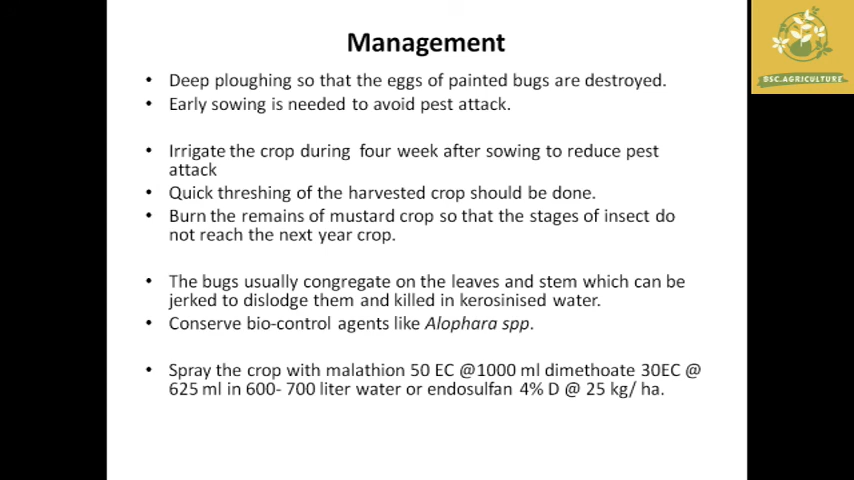 Management
• Deep ploughing so that the eggs of painted bugs are destroyed.
• Early sowing is needed to avoid pest attack.
• Irrigate the crop during four week after sowing to reduce pest
attack
• Quick threshing of the harvested crop should be done.
• Burn the remains of mustard crop so that the stages of insect do
not reach the next year crop.
• The bugs usually congregate on the leaves and stem which can be
jerked to dislodge them and killed in kerosinised water.
• Conserve bio-control agents like Alophara spp.
• Spray the crop with malathion 50 EC @1000 ml dimethoate 30EC @
625 ml in 600- 700 liter water or endosulfan 4% D @ 25 kg/ ha.
BSC.AGRICULTURE